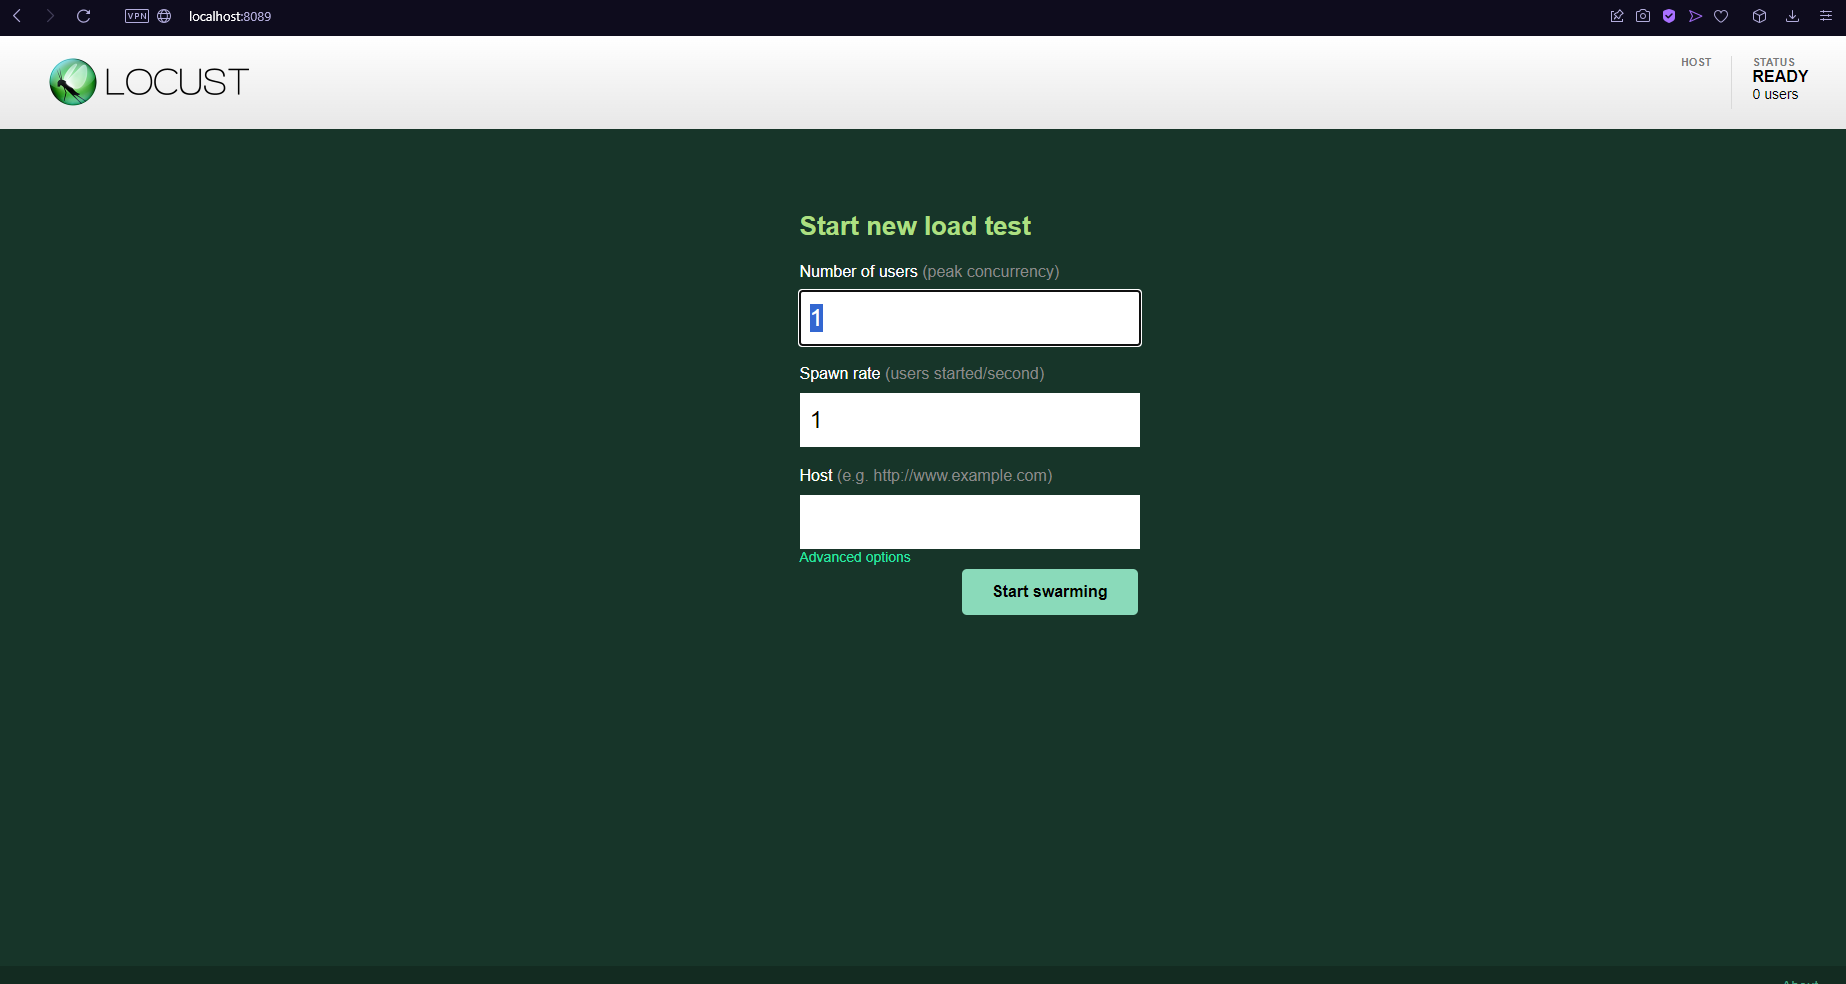 VPN localhost:8089
LOCUST
HOST
STATUS
READY
0 users
Start new load test
Number of users (peak concurrency)
1
Spawn rate (users started/second)
1
Host (e.g. http://www.example.com)
Advanced options
Start swarming